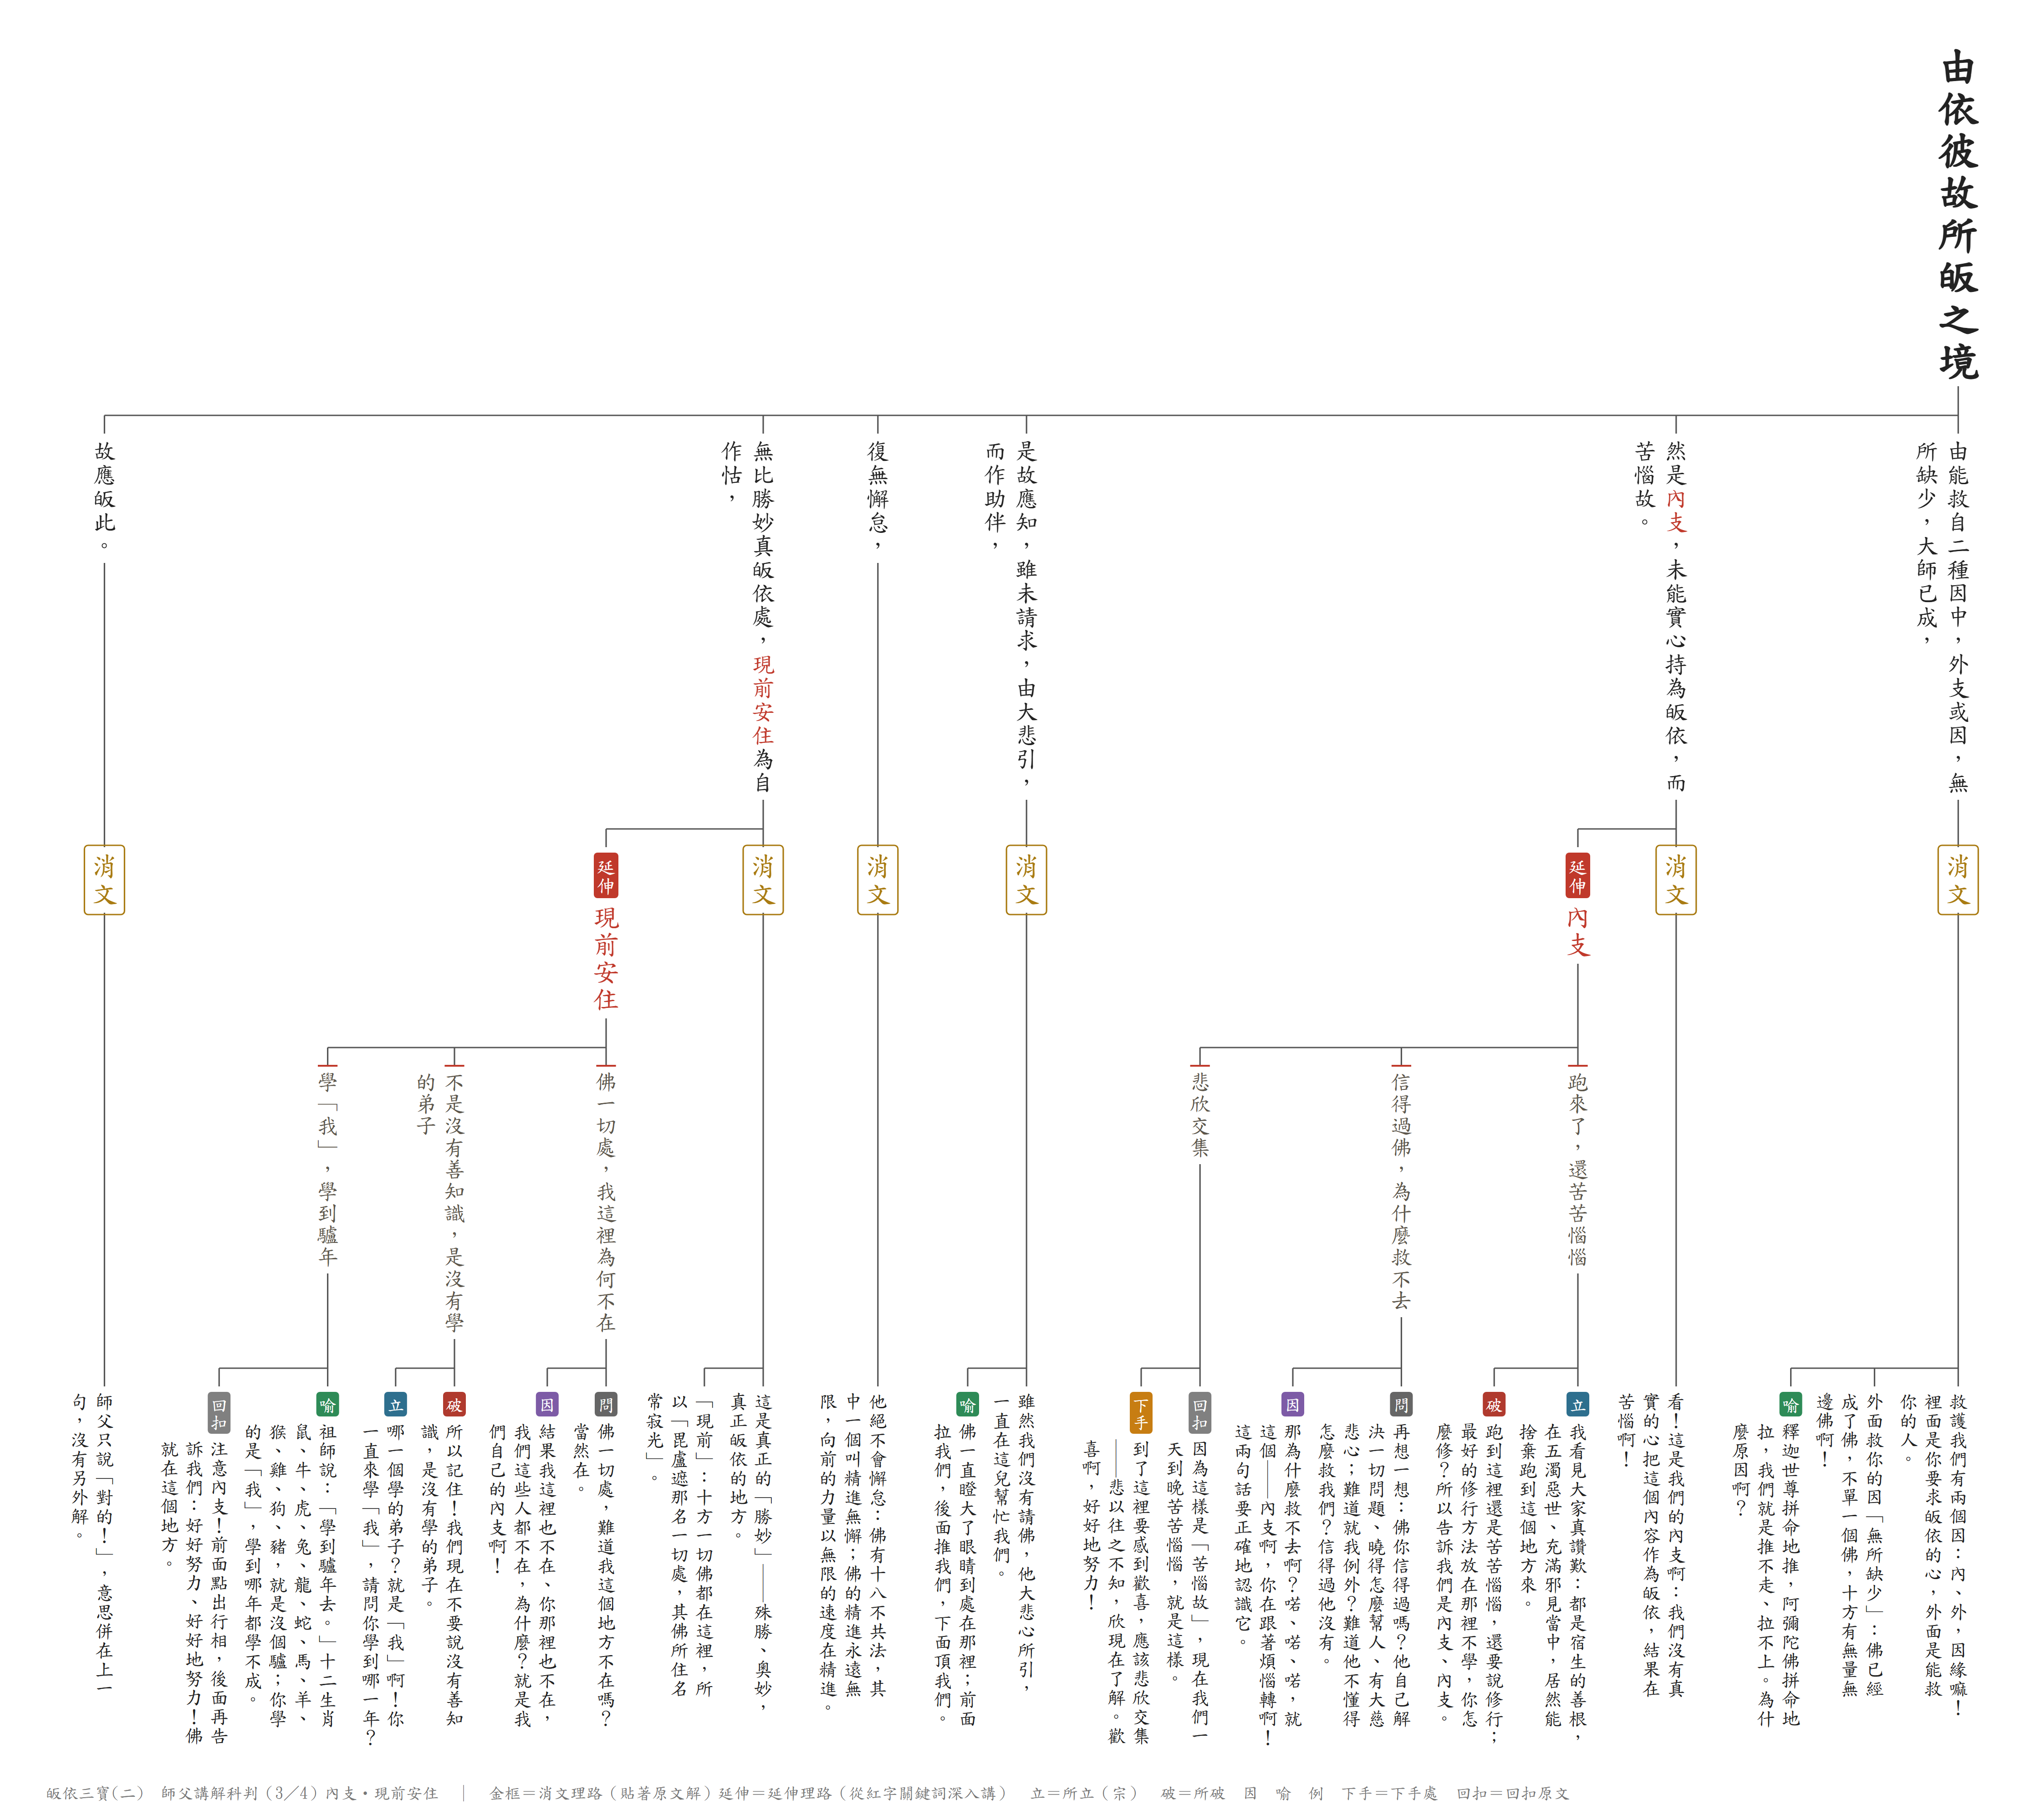 由依彼故所皈之境
由能救自二種因中，外支或因，無
所缺少，大師已成，
消文
救護我們有兩個因：內、外，因緣嘛！
裡面是你要求皈依的心，外面是能救
你的人。
外面救你的因「無所缺少」：佛已經
成了佛，不單一個佛，十方有無量無
邊佛啊！
喻
釋迦世尊拼命地推，阿彌陀佛拼命地
拉，我們就是推不走、拉不上。為什
麼原因啊？
然是內支，未能實心持為皈依，而
苦惱故。
消文
看！這是我們的內支啊：我們沒有真
實的心把這個內容作為皈依，結果在
苦惱啊！
延伸
內支
跑來了，還苦苦惱惱
立
我看見大家真讚歎：都是宿生的善根，
在五濁惡世、充滿邪見當中，居然能
捨棄跑到這個地方來。
破
跑到這裡還是苦苦惱惱，還要說修行；
最好的修行方法放在那裡不學，你怎
麼修？所以告訴我們是內支、內支。
信得過佛，為什麼救不去
問
再想一想：佛你信得過嗎？他自己解
決一切問題、曉得怎麼幫人、有大慈
悲心；難道就我例外？難道他不懂得
怎麼救我們？信得過他沒有。
因
那為什麼救不去啊？喏、喏、喏，就
這個——內支啊，你在跟著煩惱轉啊！
這兩句話要正確地認識它。
悲欣交集
回扣
因為這樣是「苦惱故」，現在我們一
天到晚苦苦惱惱，就是這樣。
下手
到了這裡要感到歡喜，應該悲欣交集
——悲以往之不知，欣現在了解。歡
喜啊，好好地努力！
是故應知，雖未請求，由大悲引，
而作助伴，
消文
雖然我們沒有請佛，他大悲心所引，
一直在這兒幫忙我們。
喻
佛一直瞪大了眼睛到處在那裡；前面
拉我們，後面推我們，下面頂我們。
復無懈怠，
消文
他絕不會懈怠：佛有十八不共法，其
中一個叫精進無懈；佛的精進永遠無
限，向前的力量以無限的速度在精進。
無比勝妙真皈依處，現前安住為自
作怙，
消文
這是真正的「勝妙」——殊勝、奧妙，
真正皈依的地方。
「現前」：十方一切佛都在這裡，所
以「毘盧遮那名一切處，其佛所住名
常寂光」。
延伸
現前安住
佛一切處，我這裡為何不在
問
佛一切處，難道我這個地方不在嗎？
當然在。
因
結果我這裡也不在、你那裡也不在，
我們這些人都不在，為什麼？就是我
們自己的內支啊！
不是沒有善知識，是沒有學
的弟子
破
所以記住！我們現在不要說沒有善知
識，是沒有學的弟子。
立
哪一個學的弟子？就是「我」啊！你
一直來學「我」，請問你學到哪一年？
學「我」，學到驢年
喻
祖師說：「學到驢年去。」十二生肖
鼠、牛、虎、兔、龍、蛇、馬、羊、
猴、雞、狗、豬，就是沒個驢；你學
的是「我」，學到哪年都學不成。
回扣
注意內支！前面點出行相，後面再告
訴我們：好好努力、好好地努力！佛
就在這個地方。
故應皈此。
消文
師父只說「對的！」，意思併在上一
句，沒有另外解。
皈依三寶(二)　師父講解科判（3／4）內支・現前安住　｜　金框＝消文理路（貼著原文解）延伸＝延伸理路（從紅字關鍵詞深入講）　立＝所立（宗）　破＝所破　因　喻　例　下手＝下手處　回扣＝回扣原文